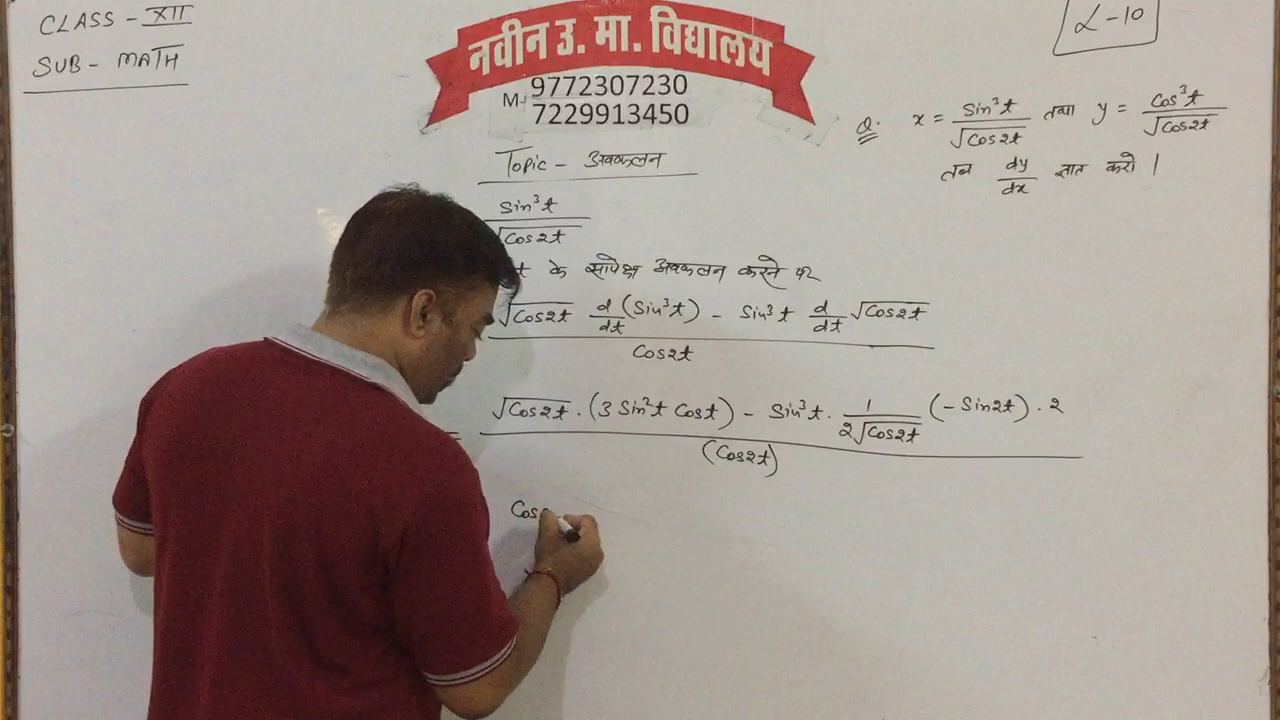 CLASS - XII
SUB - MATH
नवीन उ. मा. विद्यालय
M- 9772307230
7229913450
L-10
Q. x = Sin³t / √Cos2t तथा y = Cos³t / √Cos2t
तब dy/dx ज्ञात करो |
Topic - अवकलन
Sin³t / √Cos2t
t के सापेक्ष अवकलन करने पर
√Cos2t d/dt (Sin³t) - Sin³t d/dt √Cos2t
Cos2t
= √Cos2t . (3 Sin²t Cost) - Sin³t . 1 / 2√Cos2t (- Sin2t) . 2
(Cos2t)
Cos